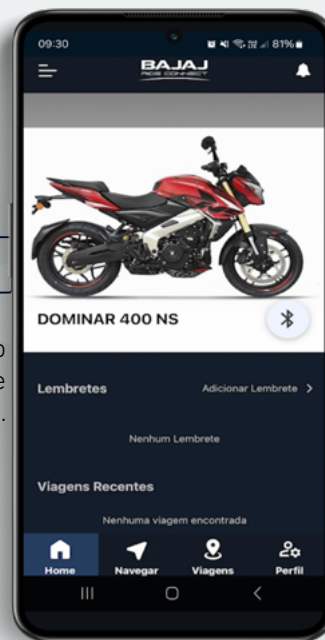 09:30
81%
BAJAJ
RIDE CONNECT
DOMINAR 400 NS
o
e
.
Lembretes
Adicionar Lembrete >
Nenhum Lembrete
Viagens Recentes
Nenhuma viagem encontrada
Home Navegar Viagens Perfil